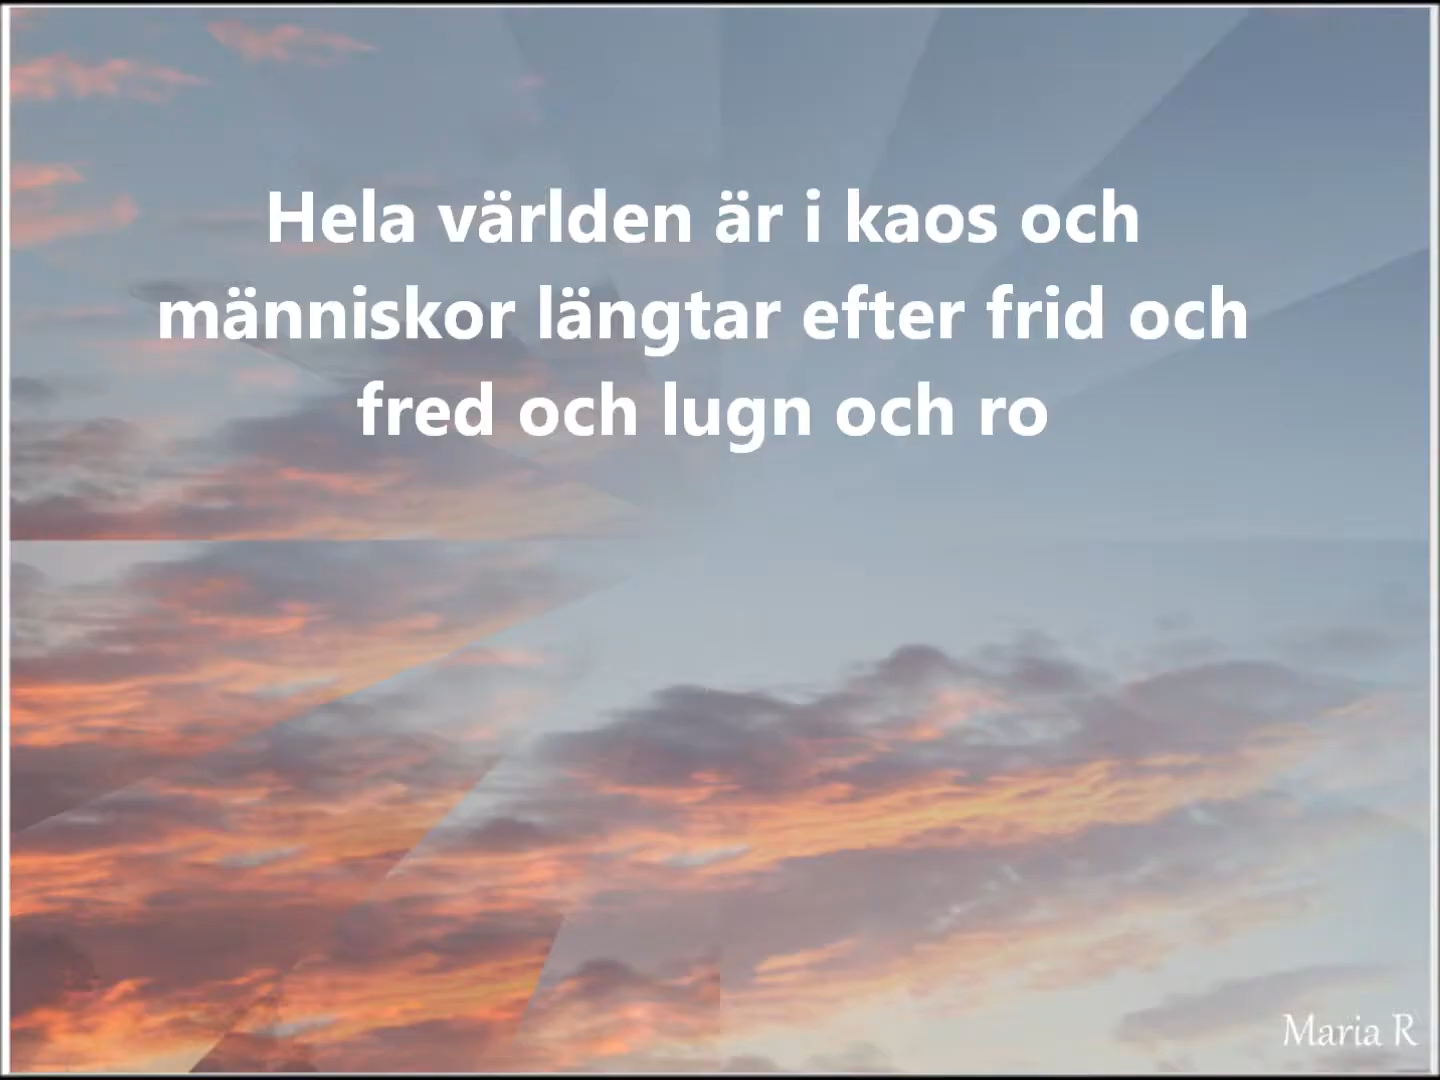 Hela världen är i kaos och
människor längtar efter frid och
fred och lugn och ro
Maria R